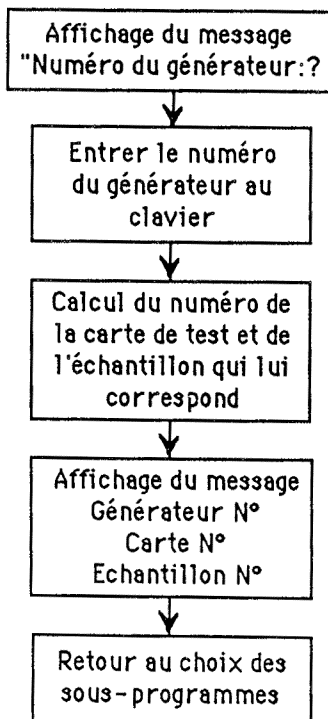 Affichage du message
"Numéro du générateur:?
Entrer le numéro
du générateur au
clavier
Calcul du numéro de
la carte de test et de
l'échantillon qui lui
correspond
Affichage du message
Générateur N°
Carte N°
Echantillon N°
Retour au choix des
sous-programmes